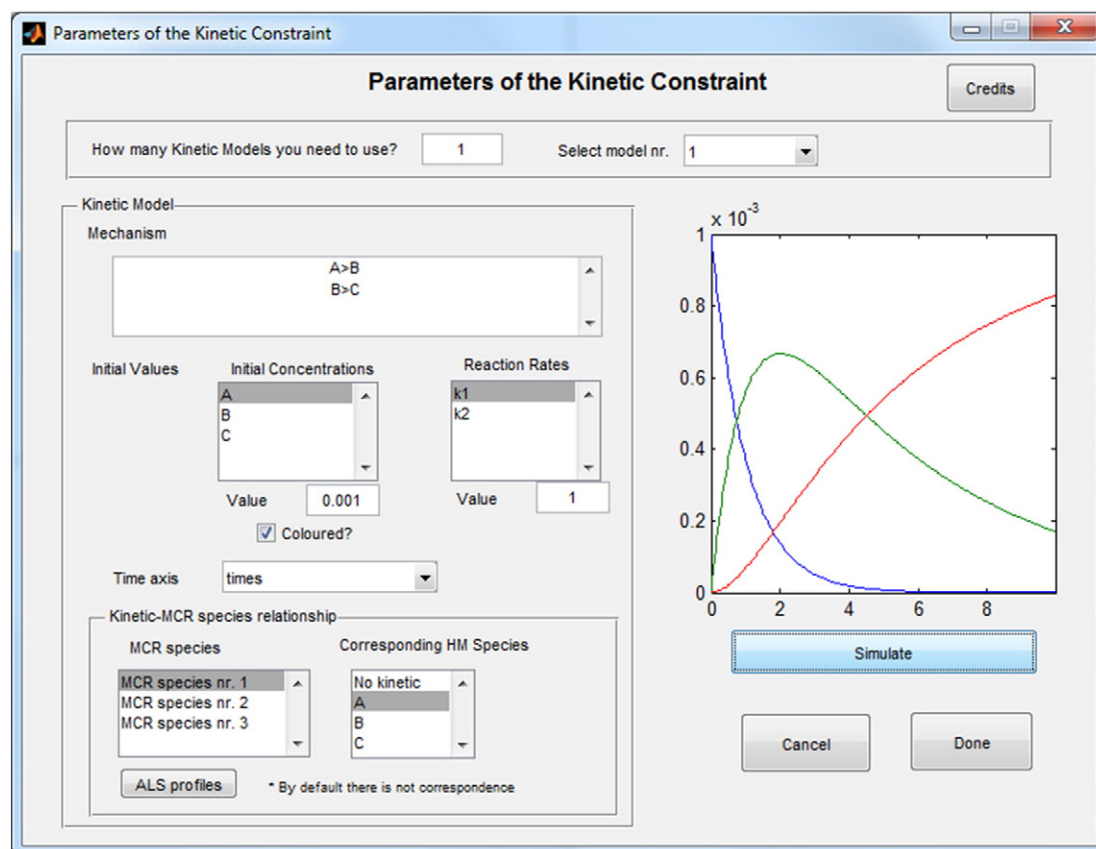 Parameters of the Kinetic Constraint
Parameters of the Kinetic Constraint
Credits
How many Kinetic Models you need to use? 1 Select model nr. 1
Kinetic Model
Mechanism
A>B
B>C
Initial Values Initial Concentrations Reaction Rates
A k1
B k2
C
Value 0.001 Value 1
Coloured?
Time axis times
Kinetic-MCR species relationship
MCR species Corresponding HM Species
MCR species nr. 1 No kinetic
MCR species nr. 2 A
MCR species nr. 3 B
C
ALS profiles * By default there is not correspondence
x 10⁻³
1
0.8
0.6
0.4
0.2
0
0 2 4 6 8
Simulate
Cancel Done